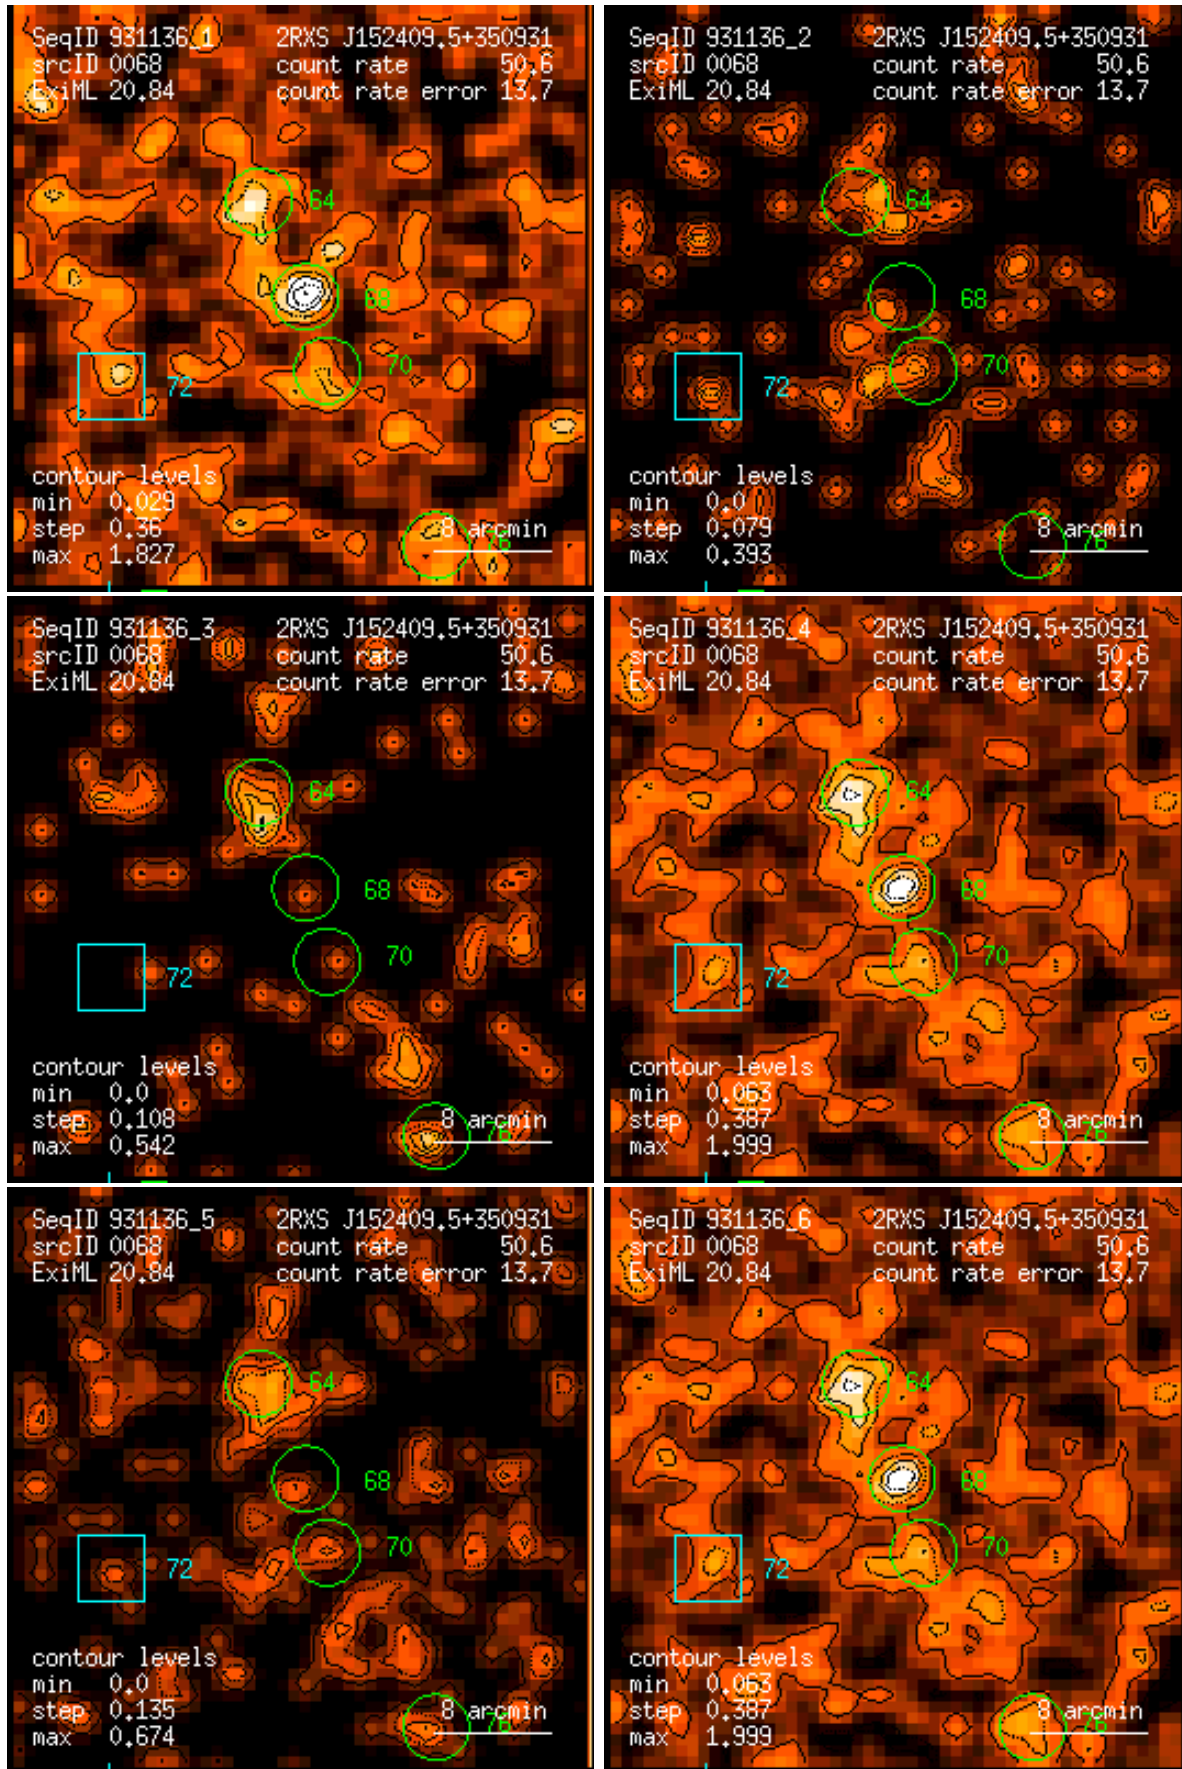 SeqID 931136_1 2RXS J152409.5+350931
srcID 0068 count rate 50.6
ExiML 20.84 count rate error 13.7
64
68
70
72
contour levels
min 0.029
step 0.36 8 arcmin
76
max 1.827
SeqID 931136_2 2RXS J152409.5+350931
srcID 0068 count rate 50.6
ExiML 20.84 count rate error 13.7
64
68
70
72
contour levels
min 0.0
step 0.079 8 arcmin
76
max 0.393
SeqID 931136_3 2RXS J152409.5+350931
srcID 0068 count rate 50.6
ExiML 20.84 count rate error 13.7
64
68
70
72
contour levels
min 0.0
step 0.108 8 arcmin
76
max 0.542
SeqID 931136_4 2RXS J152409.5+350931
srcID 0068 count rate 50.6
ExiML 20.84 count rate error 13.7
64
68
70
72
contour levels
min 0.063
step 0.387 8 arcmin
76
max 1.999
SeqID 931136_5 2RXS J152409.5+350931
srcID 0068 count rate 50.6
ExiML 20.84 count rate error 13.7
64
68
70
72
contour levels
min 0.0
step 0.135 8 arcmin
76
max 0.674
SeqID 931136_6 2RXS J152409.5+350931
srcID 0068 count rate 50.6
ExiML 20.84 count rate error 13.7
64
68
70
72
contour levels
min 0.063
step 0.387 8 arcmin
76
max 1.999